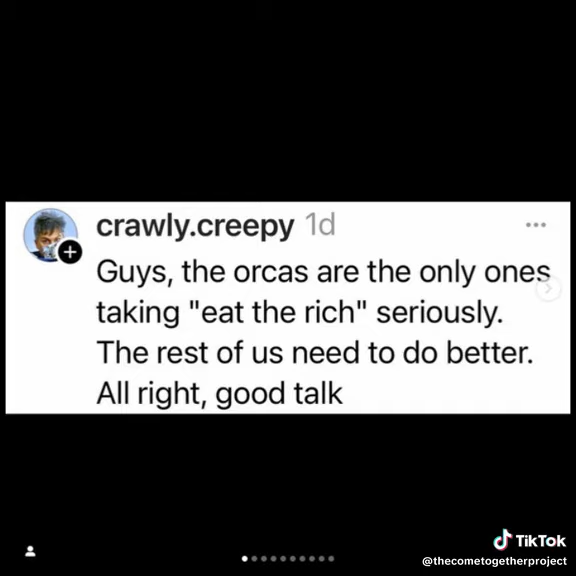 crawly.creepy 1d
Guys, the orcas are the only ones
taking "eat the rich" seriously.
The rest of us need to do better.
All right, good talk
TikTok
@thecometogetherproject